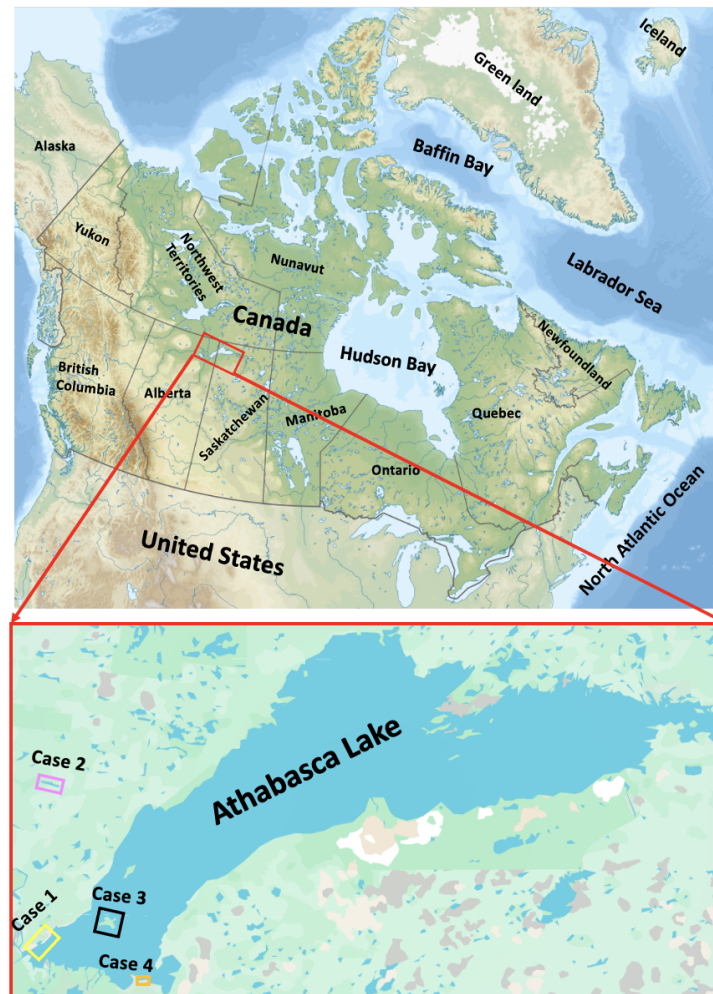 Iceland
Green land
Alaska
Baffin Bay
Yukon
Northwest
Territories
Nunavut
Labrador Sea
Canada
Hudson Bay
Newfoundland
British
Columbia
Alberta
Saskatchewan
Manitoba
Quebec
Ontario
North Atlantic Ocean
United States
Athabasca Lake
Case 2
Case 3
Case 1
Case 4